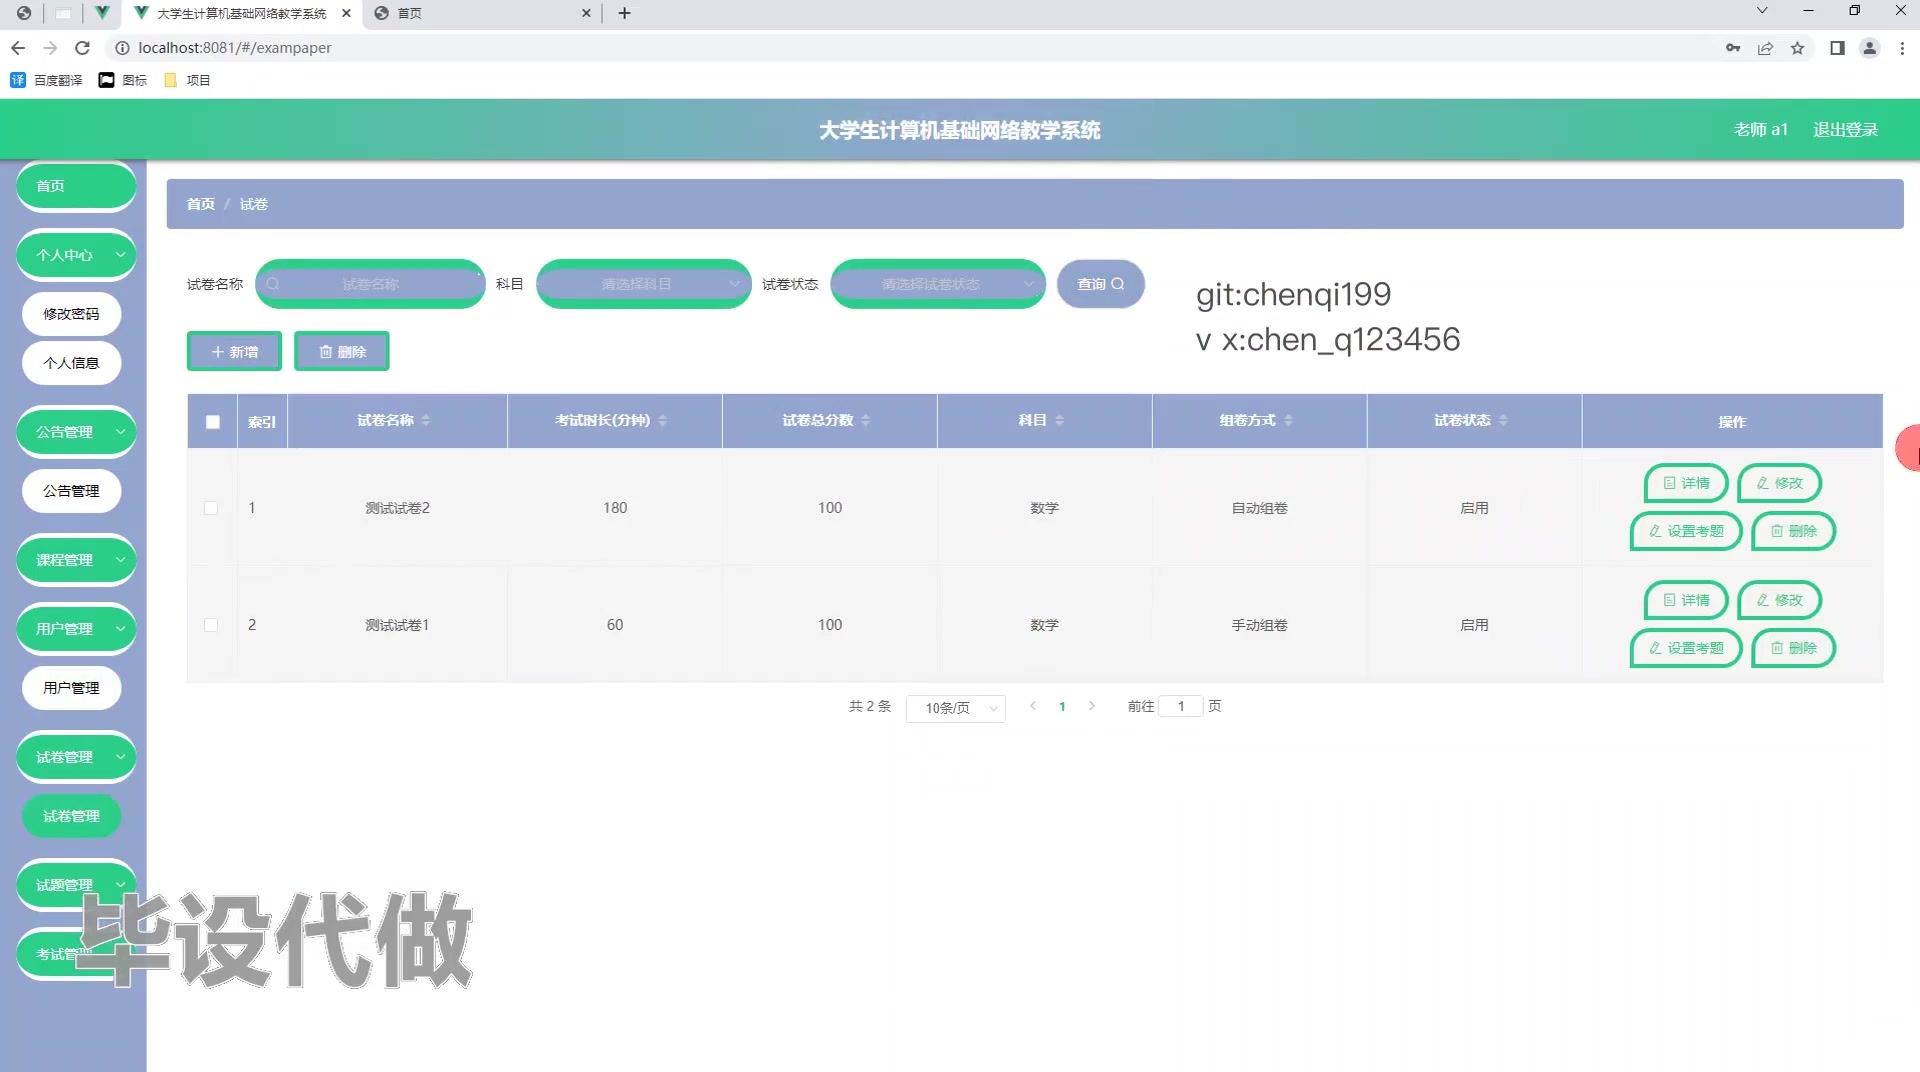 大学生计算机基础网络教学系统
首页
localhost:8081/#/exampaper
百度翻译
图标
项目
大学生计算机基础网络教学系统
老师 a1
退出登录
首页
个人中心
修改密码
个人信息
公告管理
公告管理
课程管理
用户管理
用户管理
试卷管理
试卷管理
试题管理
考试管理
首页 / 试卷
试卷名称 试卷名称 科目 请选择科目 试卷状态 请选择试卷状态 查询
git:chenqi199
v x:chen_q123456
新增 删除
索引 试卷名称 考试时长(分钟) 试卷总分数 科目 组卷方式 试卷状态 操作
1 测试试卷2 180 100 数学 自动组卷 启用 详情 修改
设置考题 删除
2 测试试卷1 60 100 数学 手动组卷 启用 详情 修改
设置考题 删除
共 2 条 10条/页 1 前往 1 页
毕设代做